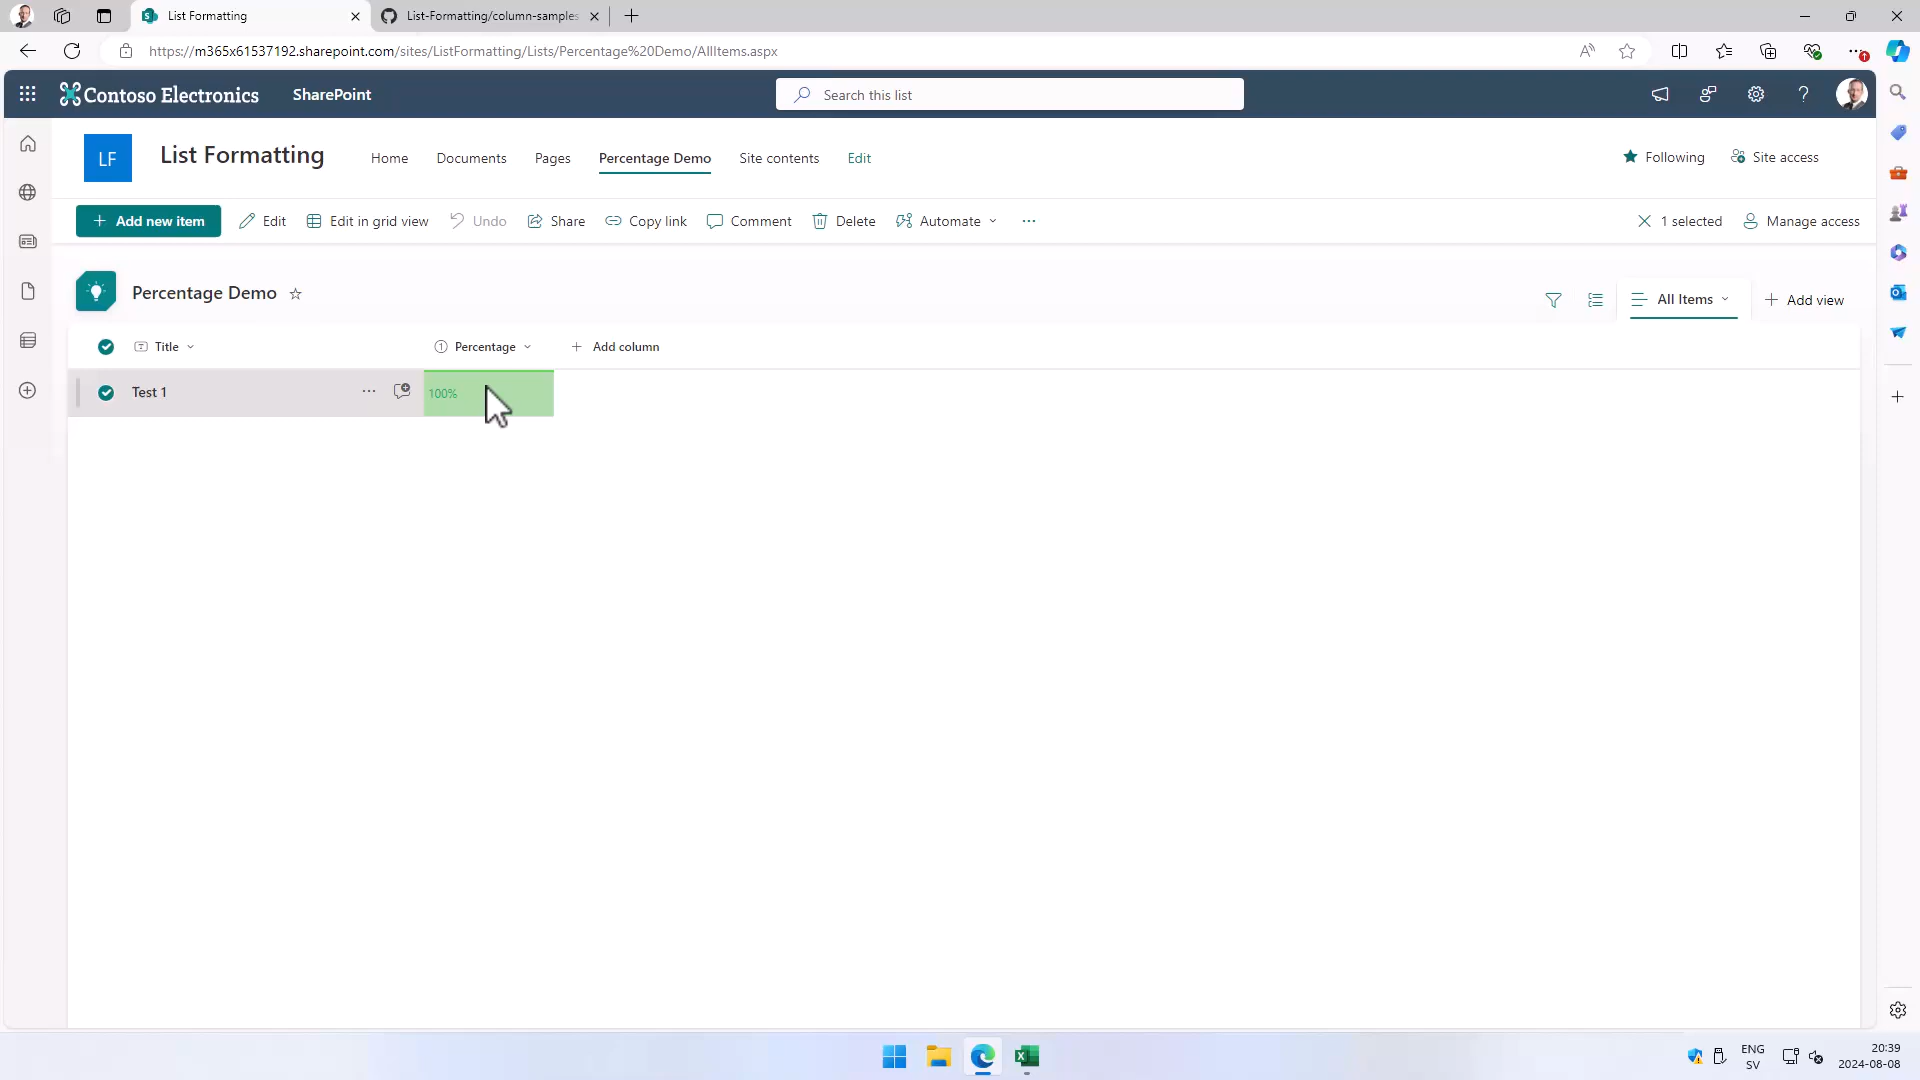 List Formatting
List-Formatting/column-samples
https://m365x61537192.sharepoint.com/sites/ListFormatting/Lists/Percentage%20Demo/AllItems.aspx
Contoso Electronics
SharePoint
Search this list
LF
List Formatting
Home
Documents
Pages
Percentage Demo
Site contents
Edit
Following
Site access
Add new item
Edit
Edit in grid view
Undo
Share
Copy link
Comment
Delete
Automate
1 selected
Manage access
Percentage Demo
All Items
Add view
Title
Percentage
Add column
Test 1
100%
ENG
SV
20:39
2024-08-08